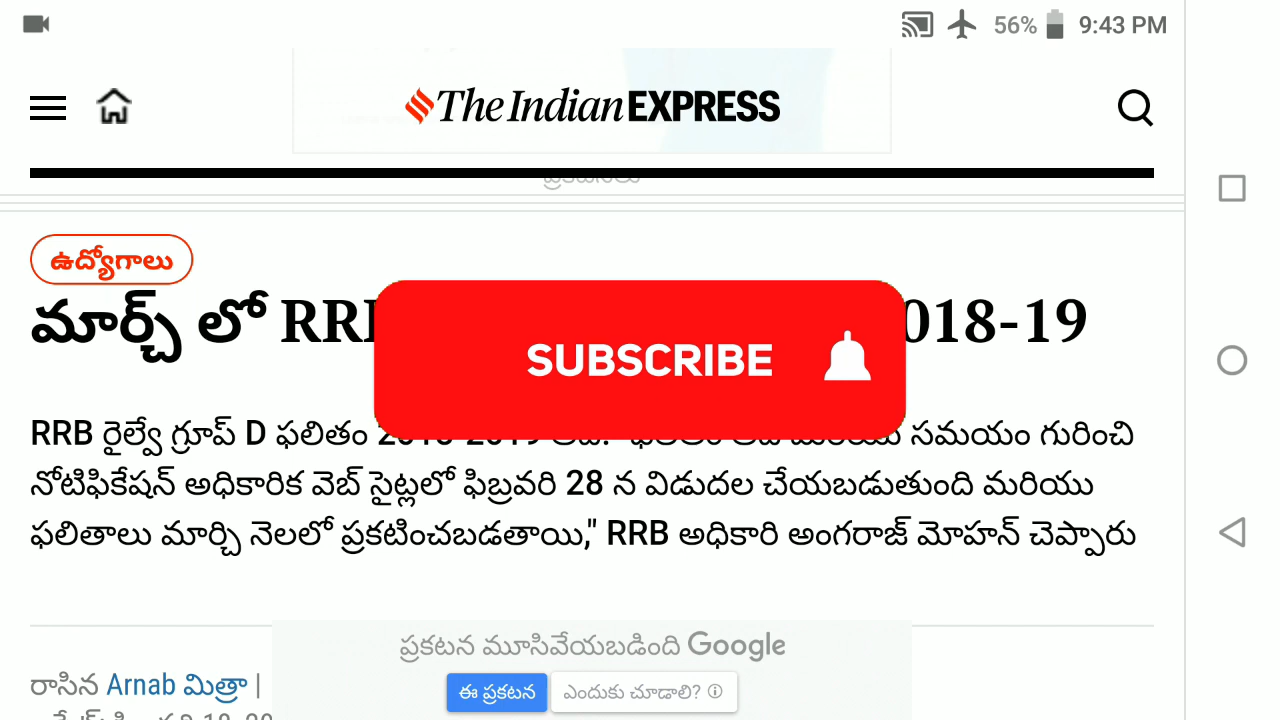 56% 9:43 PM
The Indian EXPRESS
ఉద్యోగాలు
మార్చ్ లో 018-19
SUBSCRIBE
RRB రైల్వే గ్రూప్ D ఫలితం సమయం గురించి
నోటిఫికేషన్ అధికారిక వెబ్ సైట్లలో ఫిబ్రవరి 28 న విడుదల చేయబడుతుంది మరియు
ఫలితాలు మార్చి నెలలో ప్రకటించబడతాయి," RRB అధికారి అంగరాజ్ మోహన్ చెప్పారు
ప్రకటన మూసివేయబడింది Google
రాసిన Arnab మిత్రా |
ఈ ప్రకటన ఎందుకు చూడాలి?